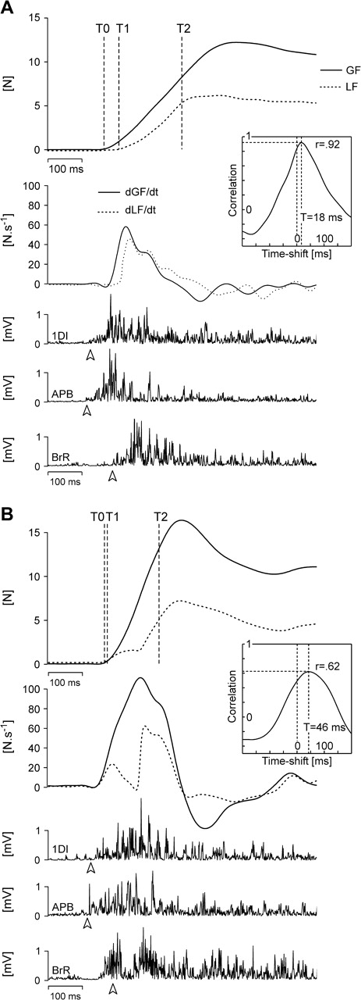 A
T0 T1 T2
15
[N]
10
5
0
GF
LF
100 ms
1
r=.92
Correlation
0
T=18 ms
0 100
Time-shift [ms]
100
80
60
40
20
0
[N.s-1]
dGF/dt
dLF/dt
[mV]
1
0
1DI
[mV]
1
0
APB
[mV]
1
0
BrR
100 ms
B
T0 T1 T2
15
[N]
10
5
0
100 ms
1
r=.62
Correlation
0
T=46 ms
0 100
Time-shift [ms]
100
80
60
40
20
0
[N.s-1]
[mV]
1
0
1DI
[mV]
1
0
APB
[mV]
1
0
BrR
100 ms